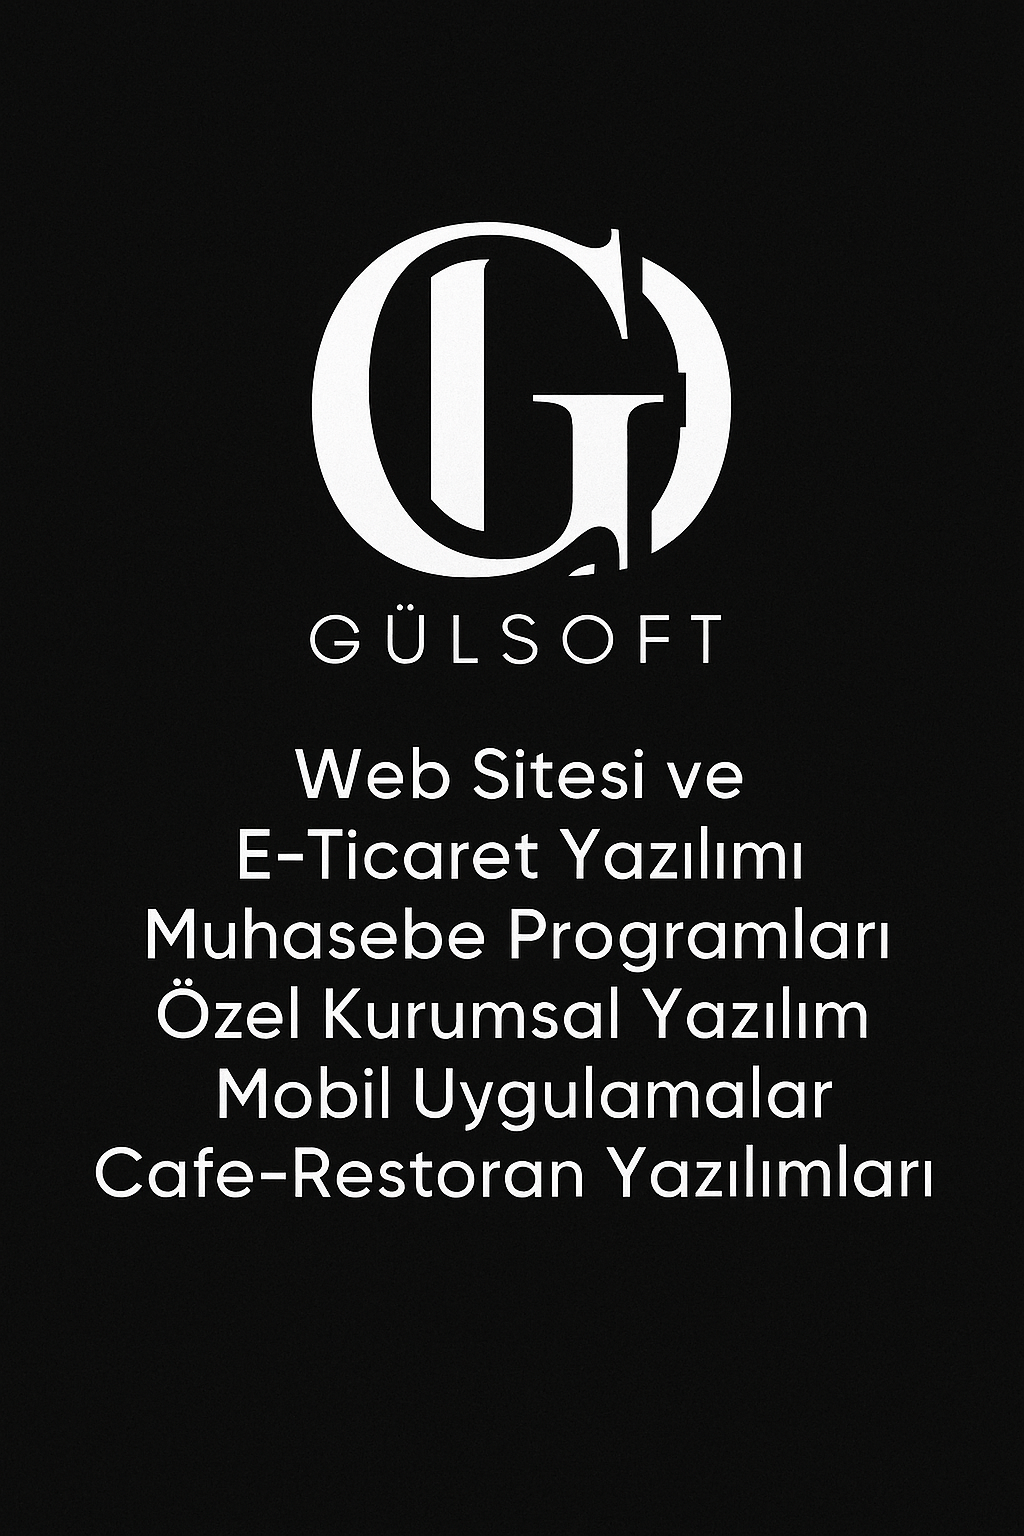 GÜLSOFT
Web Sitesi ve
E-Ticaret Yazılımı
Muhasebe Programları
Özel Kurumsal Yazılım
Mobil Uygulamalar
Cafe-Restoran Yazılımları